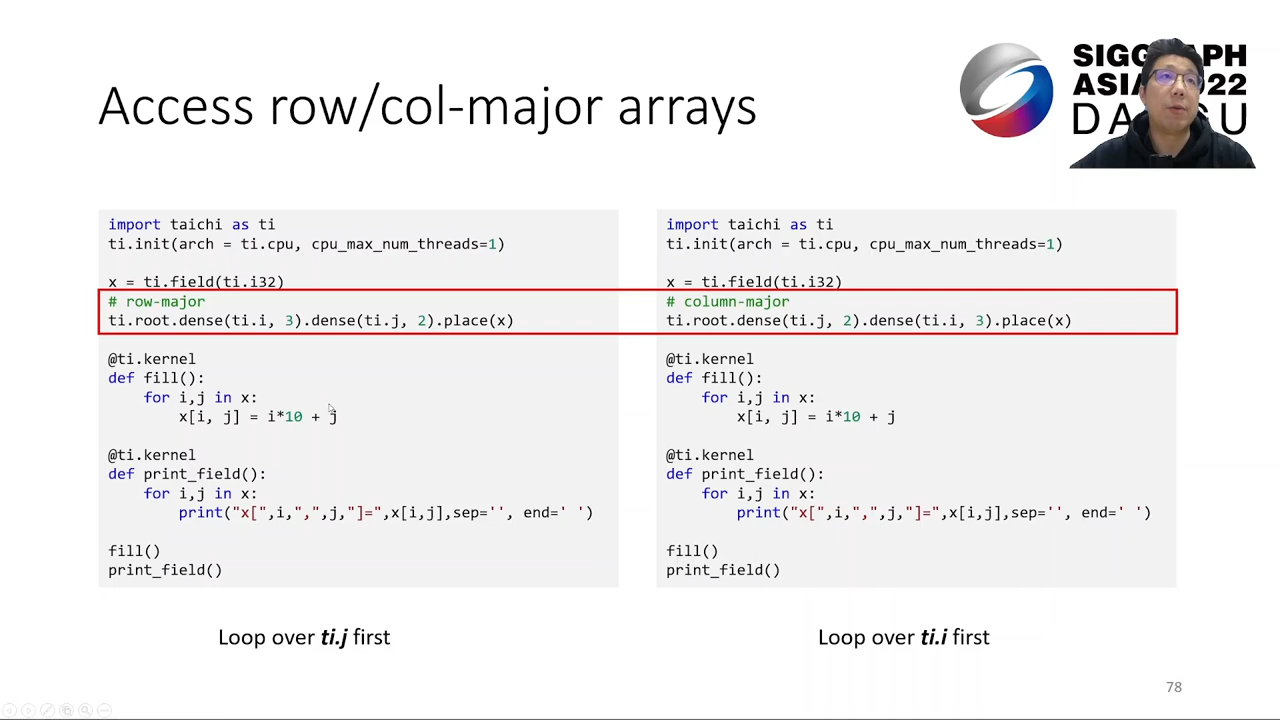 SIGGRAPH
ASIA 2022
DAEGU
Access row/col-major arrays
import taichi as ti
ti.init(arch = ti.cpu, cpu_max_num_threads=1)
x = ti.field(ti.i32)
# row-major
ti.root.dense(ti.i, 3).dense(ti.j, 2).place(x)
@ti.kernel
def fill():
for i,j in x:
x[i, j] = i*10 + j
@ti.kernel
def print_field():
for i,j in x:
print("x[",i,",",j,"]=",x[i,j],sep='', end=' ')
fill()
print_field()
Loop over ti.j first
import taichi as ti
ti.init(arch = ti.cpu, cpu_max_num_threads=1)
x = ti.field(ti.i32)
# column-major
ti.root.dense(ti.j, 2).dense(ti.i, 3).place(x)
@ti.kernel
def fill():
for i,j in x:
x[i, j] = i*10 + j
@ti.kernel
def print_field():
for i,j in x:
print("x[",i,",",j,"]=",x[i,j],sep='', end=' ')
fill()
print_field()
Loop over ti.i first
78